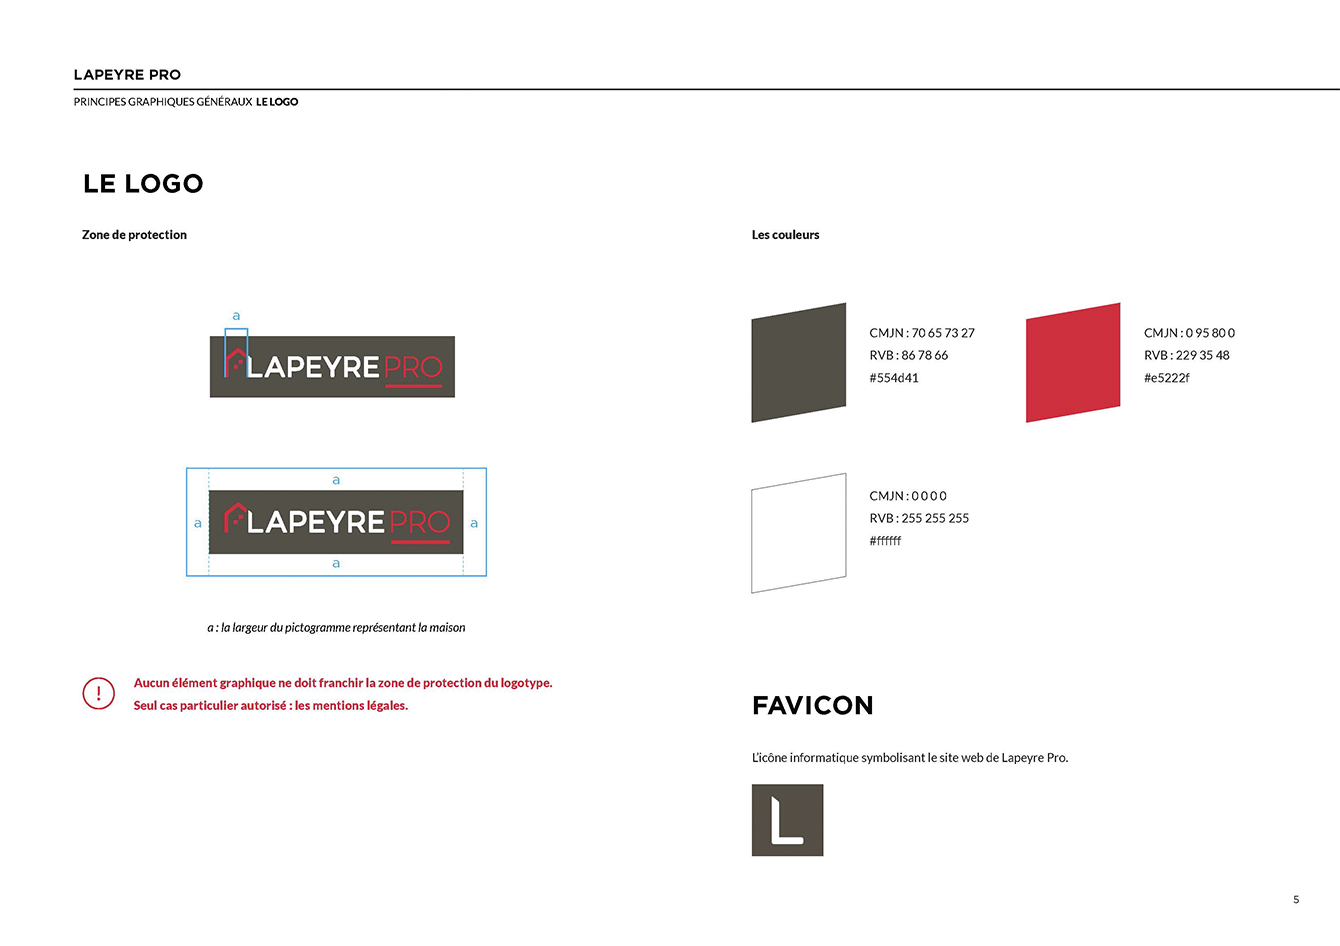 LAPEYRE PRO
PRINCIPES GRAPHIQUES GÉNÉRAUX LE LOGO
LE LOGO
Zone de protection
a
LAPEYRE PRO
a
a
LAPEYRE PRO
a
a
a : la largeur du pictogramme représentant la maison
! Aucun élément graphique ne doit franchir la zone de protection du logotype.
Seul cas particulier autorisé : les mentions légales.
Les couleurs
CMJN : 70 65 73 27
RVB : 86 78 66
#554d41
CMJN : 0 95 80 0
RVB : 229 35 48
#e5222f
CMJN : 0 0 0 0
RVB : 255 255 255
#ffffff
FAVICON
L'icône informatique symbolisant le site web de Lapeyre Pro.
L
5